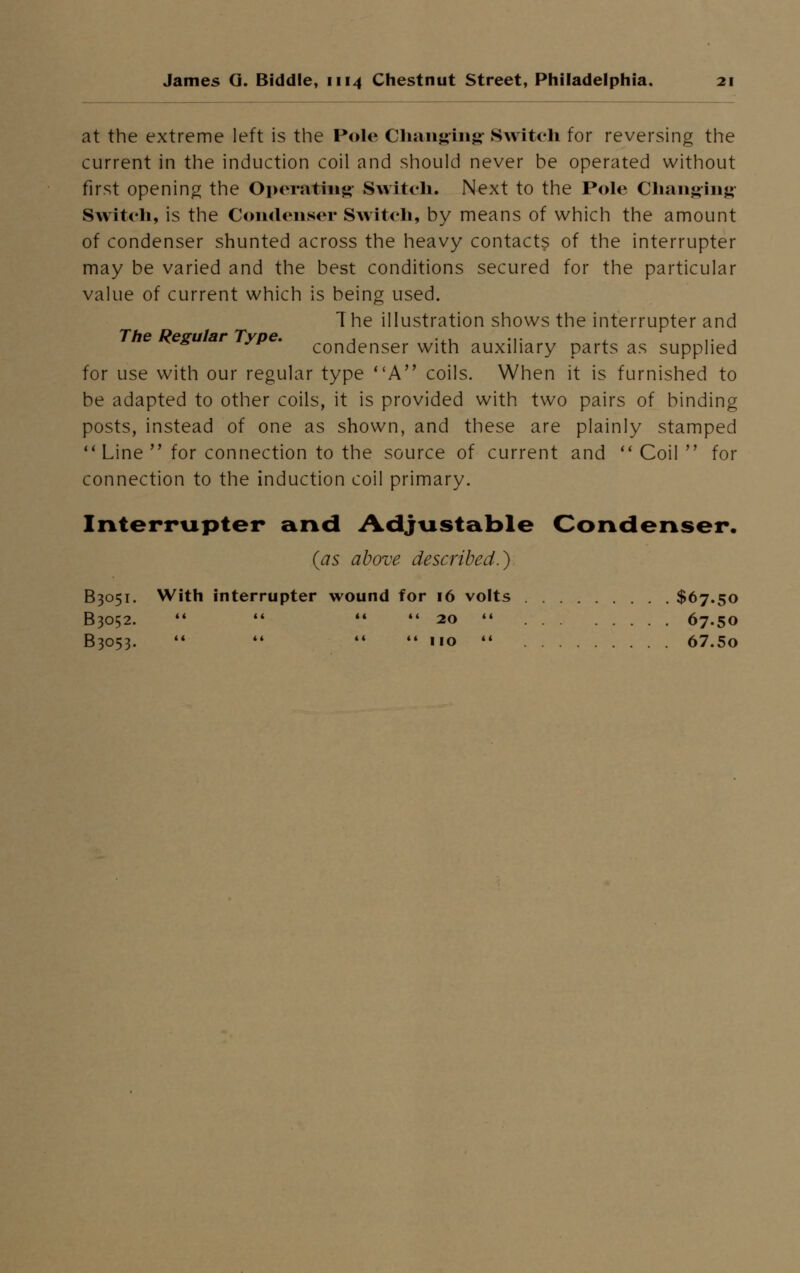 James G. Biddle, 1114 Chestnut Street, Philadelphia. 21
at the extreme left is the Pole Changing Switch for reversing the
current in the induction coil and should never be operated without
first opening the Operating Switch. Next to the Pole Changing
Switch, is the Condenser Switch, by means of which the amount
of condenser shunted across the heavy contacts of the interrupter
may be varied and the best conditions secured for the particular
value of current which is being used.
The Regular Type. The illustration shows the interrupter and
condenser with auxiliary parts as supplied
for use with our regular type "A" coils. When it is furnished to
be adapted to other coils, it is provided with two pairs of binding
posts, instead of one as shown, and these are plainly stamped
"Line" for connection to the source of current and "Coil" for
connection to the induction coil primary.
Interrupter and Adjustable Condenser.
(as above described.)
B3051. With interrupter wound for 16 volts . . . . . . . . . . $67.50
B3052. " " " " 20 " . . . . . . . . . 67.50
B3053. " " " " 110 " . . . . . . . . . . 67.50